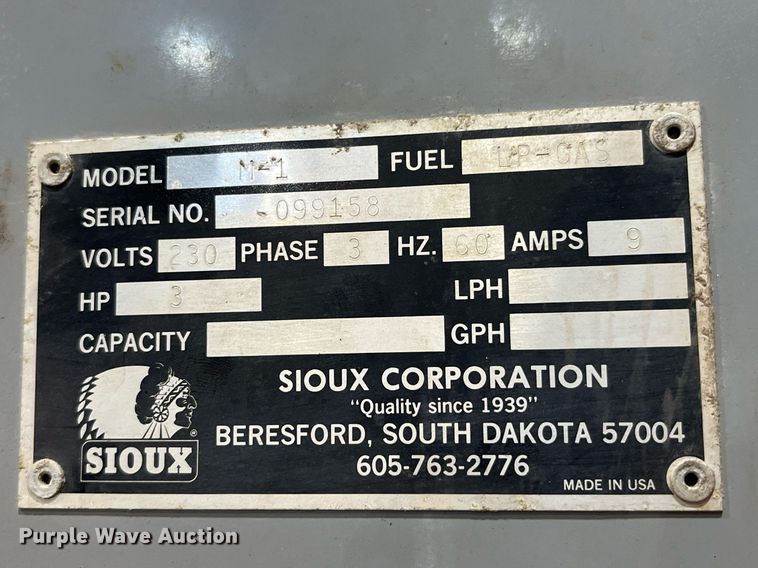 MODEL M-1 FUEL LP-GAS
SERIAL NO. 099158
VOLTS 230 PHASE 3 HZ. 60 AMPS 9
HP 3 LPH
CAPACITY GPH
SIOUX CORPORATION
"Quality since 1939"
BERESFORD, SOUTH DAKOTA 57004
605-763-2776
SIOUX ®
MADE IN USA
Purple Wave Auction